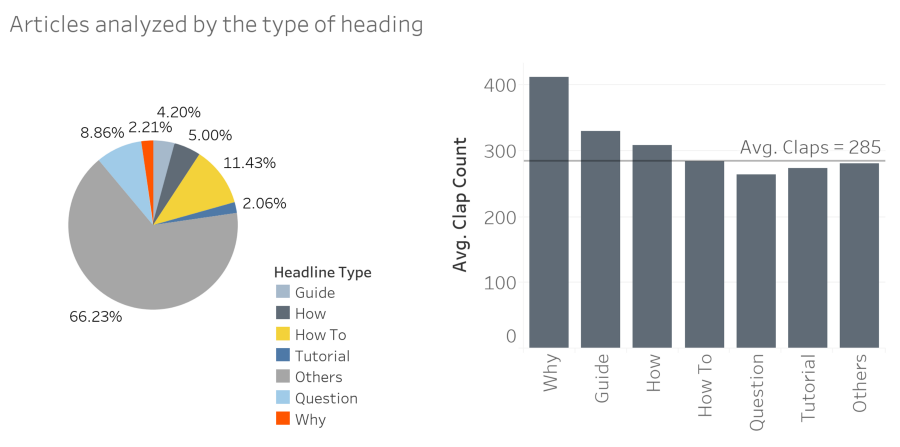 Articles analyzed by the type of heading
4.20%
8.86%
2.21%
5.00%
11.43%
2.06%
66.23%
Headline Type
Guide
How
How To
Tutorial
Others
Question
Why
Avg. Clap Count
400
300
200
100
0
Avg. Claps = 285
Why
Guide
How
How To
Question
Tutorial
Others